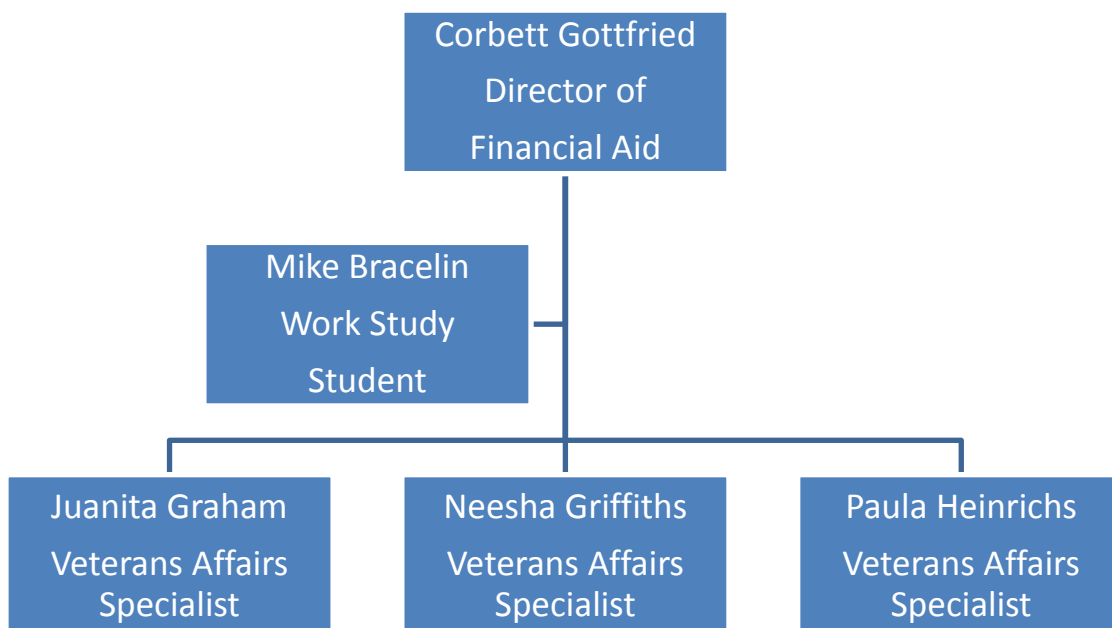 Corbett Gottfried
Director of
Financial Aid
Mike Bracelin
Work Study
Student
Juanita Graham
Veterans Affairs
Specialist
Neesha Griffiths
Veterans Affairs
Specialist
Paula Heinrichs
Veterans Affairs
Specialist